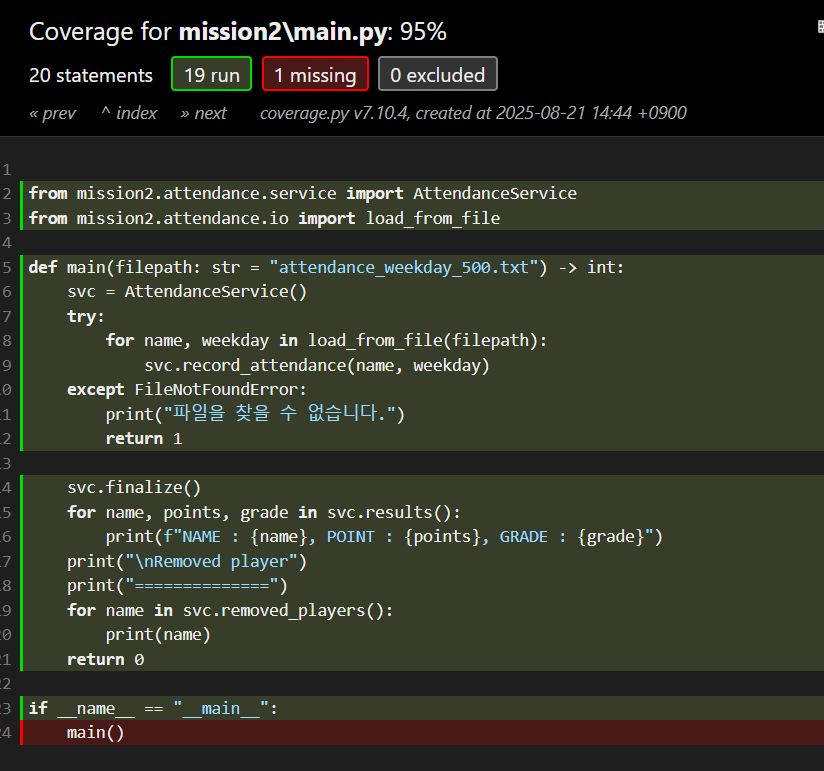 Coverage for mission2\main.py: 95%
20 statements 19 run 1 missing 0 excluded
« prev ^ index » next coverage.py v7.10.4, created at 2025-08-21 14:44 +0900
1
2 from mission2.attendance.service import AttendanceService
3 from mission2.attendance.io import load_from_file
4
5 def main(filepath: str = "attendance_weekday_500.txt") -> int:
6 svc = AttendanceService()
7 try:
8 for name, weekday in load_from_file(filepath):
9 svc.record_attendance(name, weekday)
0 except FileNotFoundError:
1 print("파일을 찾을 수 없습니다.")
2 return 1
3
4 svc.finalize()
5 for name, points, grade in svc.results():
6 print(f"NAME : {name}, POINT : {points}, GRADE : {grade}")
7 print("\nRemoved player")
8 print("==============")
9 for name in svc.removed_players():
0 print(name)
1 return 0
2
3 if __name__ == "__main__":
4 main()